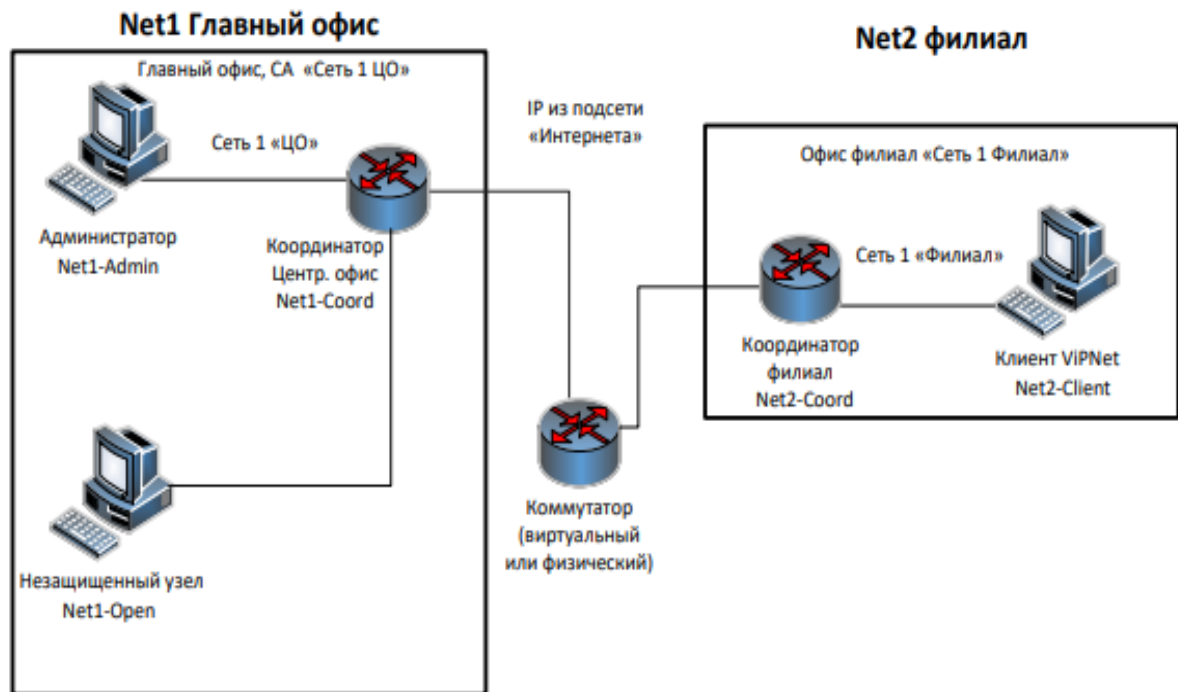 Net1 Главный офис
Net2 филиал
Главный офис, СА «Сеть 1 ЦО»
IP из подсети
«Интернета»
Сеть 1 «ЦО»
Офис филиал «Сеть 1 Филиал»
Администратор
Net1-Admin
Координатор
Центр. офис
Net1-Coord
Сеть 1 «Филиал»
Координатор
филиал
Net2-Coord
Клиент ViPNet
Net2-Client
Коммутатор
(виртуальный
или физический)
Незащищенный узел
Net1-Open